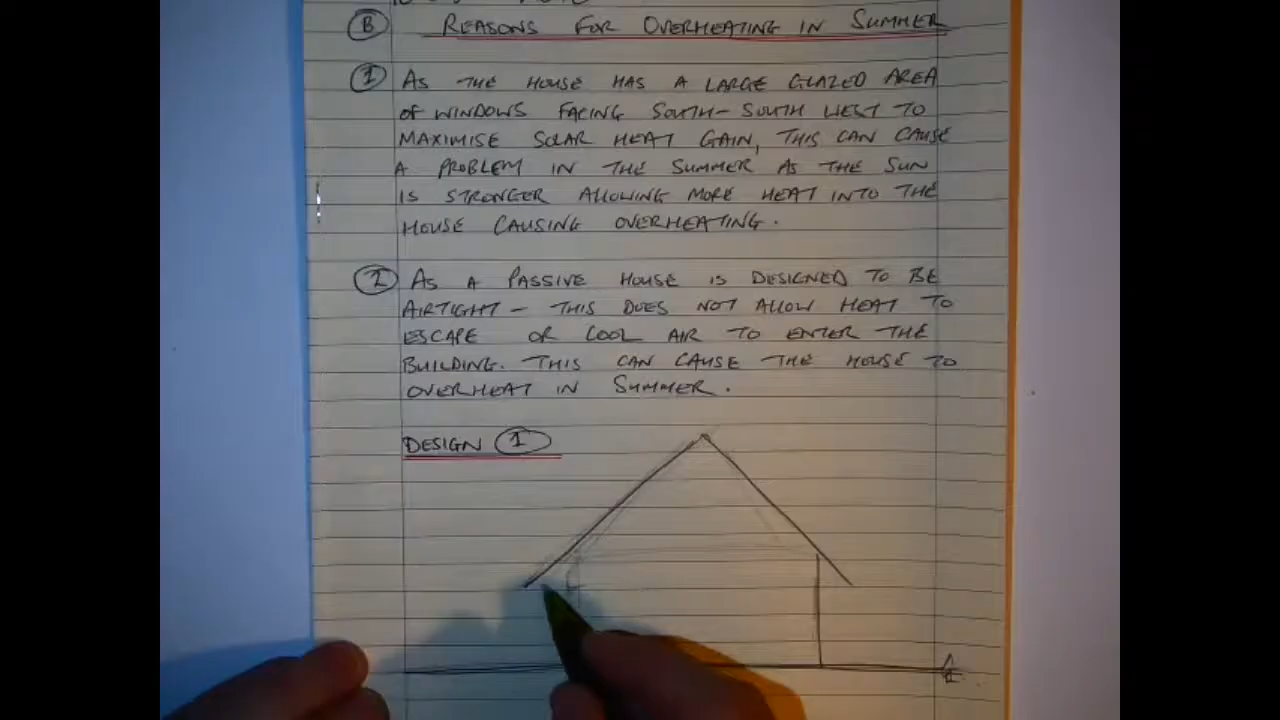 B REASONS FOR OVERHEATING IN SUMMER
1 AS THE HOUSE HAS A LARGE GLAZED AREA
OF WINDOWS FACING SOUTH - SOUTH WEST TO
MAXIMISE SOLAR HEAT GAIN, THIS CAN CAUSE
A PROBLEM IN THE SUMMER AS THE SUN
IS STRONGER ALLOWING MORE HEAT INTO THE
HOUSE CAUSING OVERHEATING.
2 AS A PASSIVE HOUSE IS DESIGNED TO BE
AIRTIGHT - THIS DOES NOT ALLOW HEAT TO
ESCAPE OR COOL AIR TO ENTER THE
BUILDING. THIS CAN CAUSE THE HOUSE TO
OVERHEAT IN SUMMER.
DESIGN 1